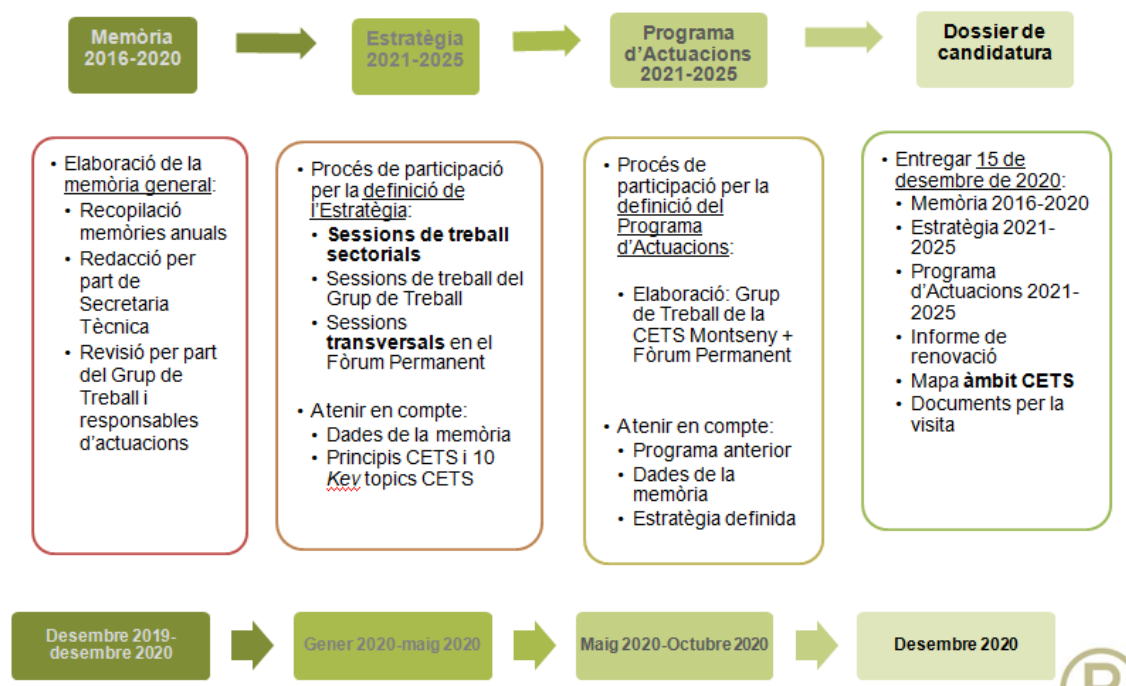 Memòria
2016-2020
Estratègia
2021-2025
Programa
d'Actuacions
2021-2025
Dossier de
candidatura
• Elaboració de la
memòria general:
• Recopilació
memòries anuals
• Redacció per
part de
Secretaria
Tècnica
• Revisió per part
del Grup de
Treball i
responsables
d'actuacions
• Procés de participació
per la definició de
l'Estratègia:
• Sessions de treball
sectorials
• Sessions de treball del
Grup de Treball
• Sessions
transversals en el
Fòrum Permanent
• Atenir en compte:
• Dades de la memòria
• Principis CETS i 10
Key topics CETS
• Procés de
participació per la
definició del
Programa
d'Actuacions:
• Elaboració: Grup
de Treball de la
CETS Montseny +
Fòrum Permanent
• Atenir en compte:
• Programa anterior
• Dades de la
memòria
• Estratègia definida
• Entregar 15 de
desembre de 2020:
• Memòria 2016-2020
• Estratègia 2021-
2025
• Programa
d'Actuacions 2021-
2025
• Informe de
renovació
• Mapa àmbit CETS
• Documents per la
visita
Desembre 2019-
desembre 2020
Gener 2020-maig 2020
Maig 2020-Octubre 2020
Desembre 2020